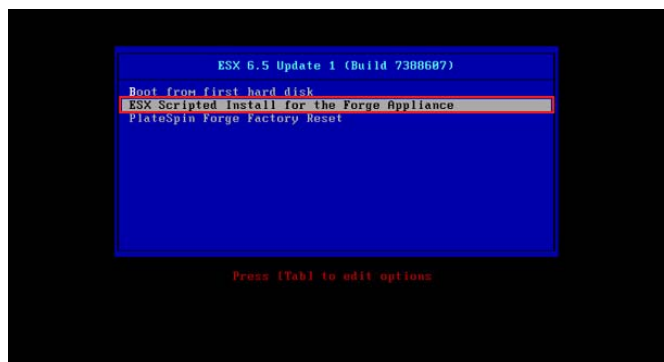 ESX 6.5 Update 1 (Build 7388607)
Boot from first hard disk
ESX Scripted Install for the Forge Appliance
PlateSpin Forge Factory Reset
Press [Tab] to edit options